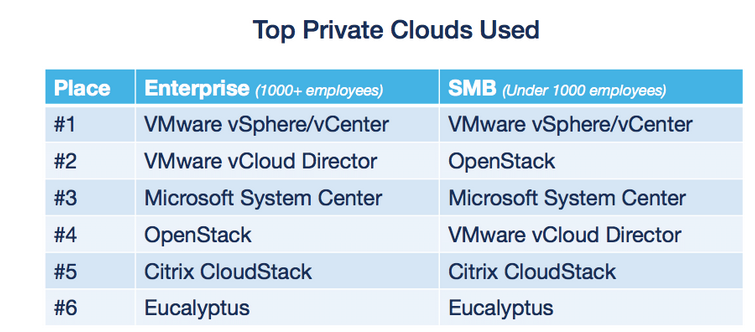 Top Private Clouds Used
Place Enterprise (1000+ employees) SMB (Under 1000 employees)
#1 VMware vSphere/vCenter VMware vSphere/vCenter
#2 VMware vCloud Director OpenStack
#3 Microsoft System Center Microsoft System Center
#4 OpenStack VMware vCloud Director
#5 Citrix CloudStack Citrix CloudStack
#6 Eucalyptus Eucalyptus